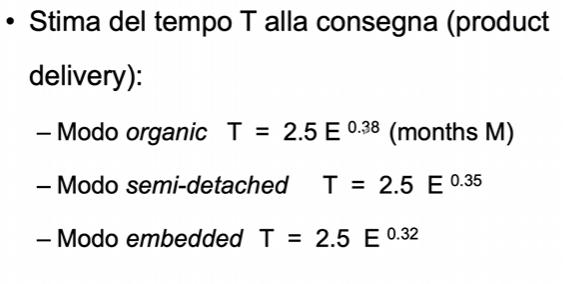 • Stima del tempo T alla consegna (product
delivery):
– Modo organic T = 2.5 E 0.38 (months M)
– Modo semi-detached T = 2.5 E 0.35
– Modo embedded T = 2.5 E 0.32